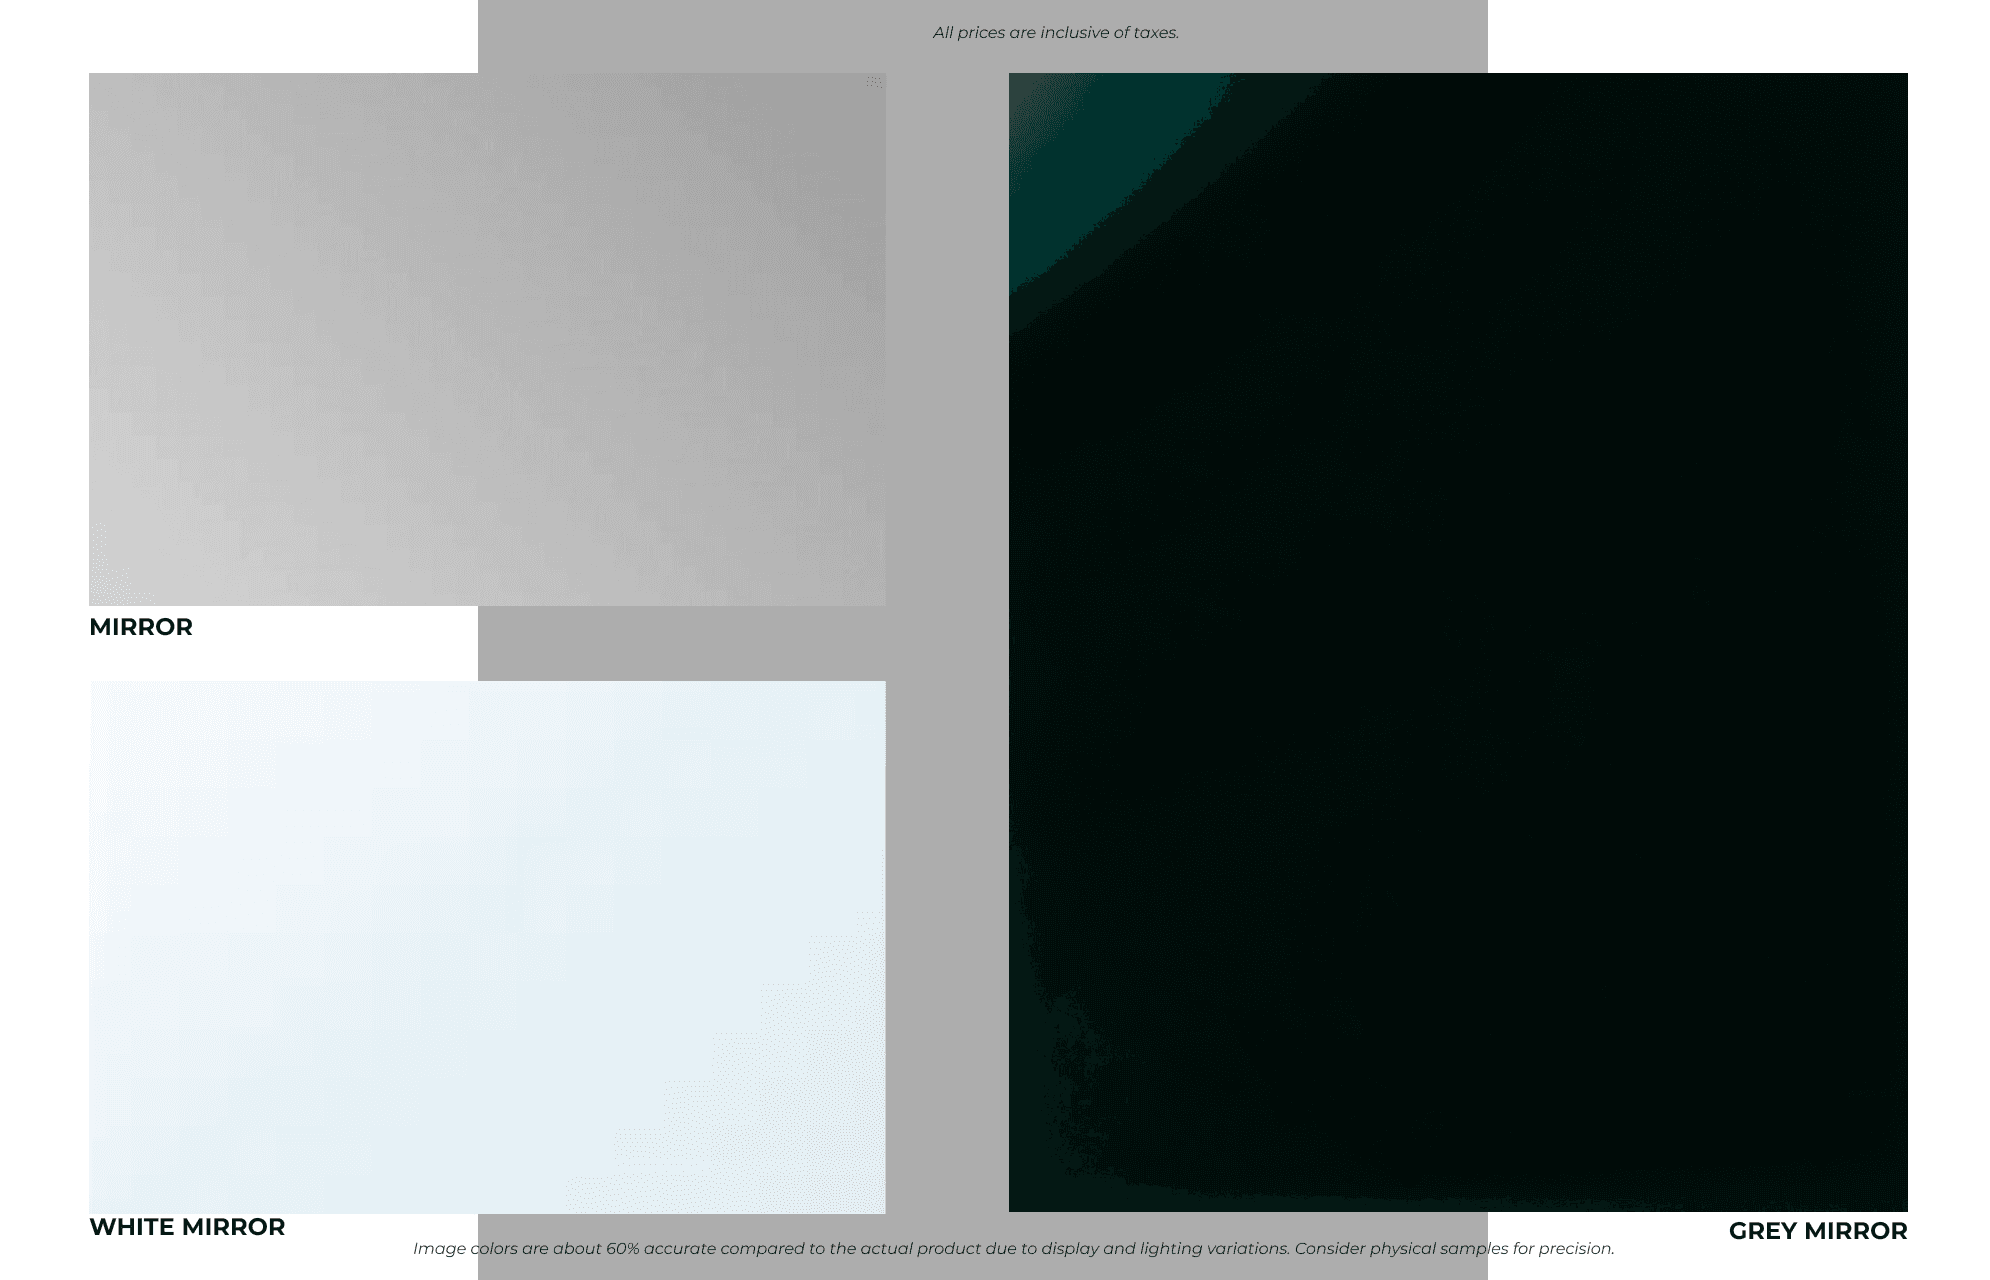 All prices are inclusive of taxes.
MIRROR
WHITE MIRROR
GREY MIRROR
Image colors are about 60% accurate compared to the actual product due to display and lighting variations. Consider physical samples for precision.